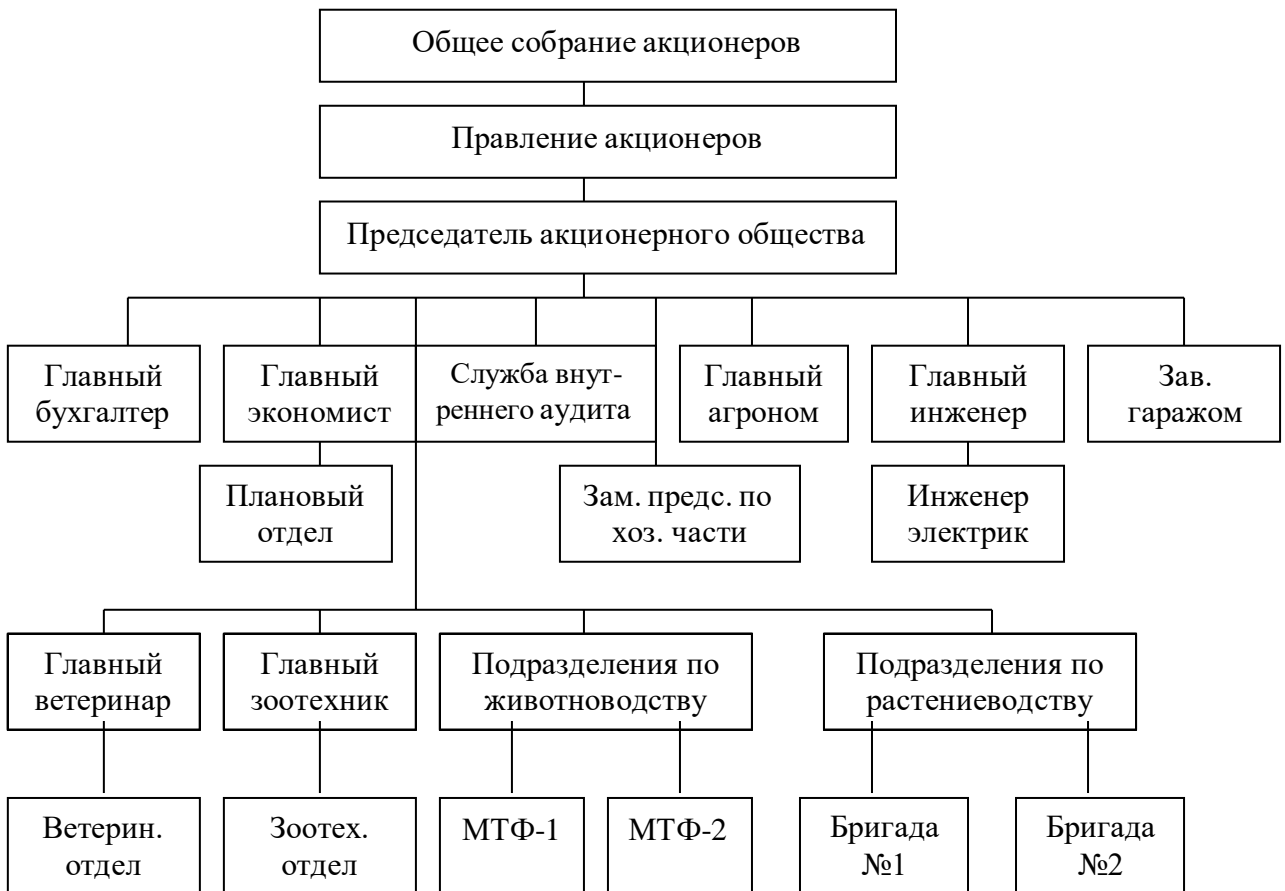 Общее собрание акционеров
Правление акционеров
Председатель акционерного общества
Главный
бухгалтер
Главный
экономист
Служба внут-
реннего аудита
Главный
агроном
Главный
инженер
Зав.
гаражом
Плановый
отдел
Зам. предс. по
хоз. части
Инженер
электрик
Главный
ветеринар
Главный
зоотехник
Подразделения по
животноводству
Подразделения по
растениеводству
Ветерин.
отдел
Зоотех.
отдел
МТФ-1
МТФ-2
Бригада
№1
Бригада
№2